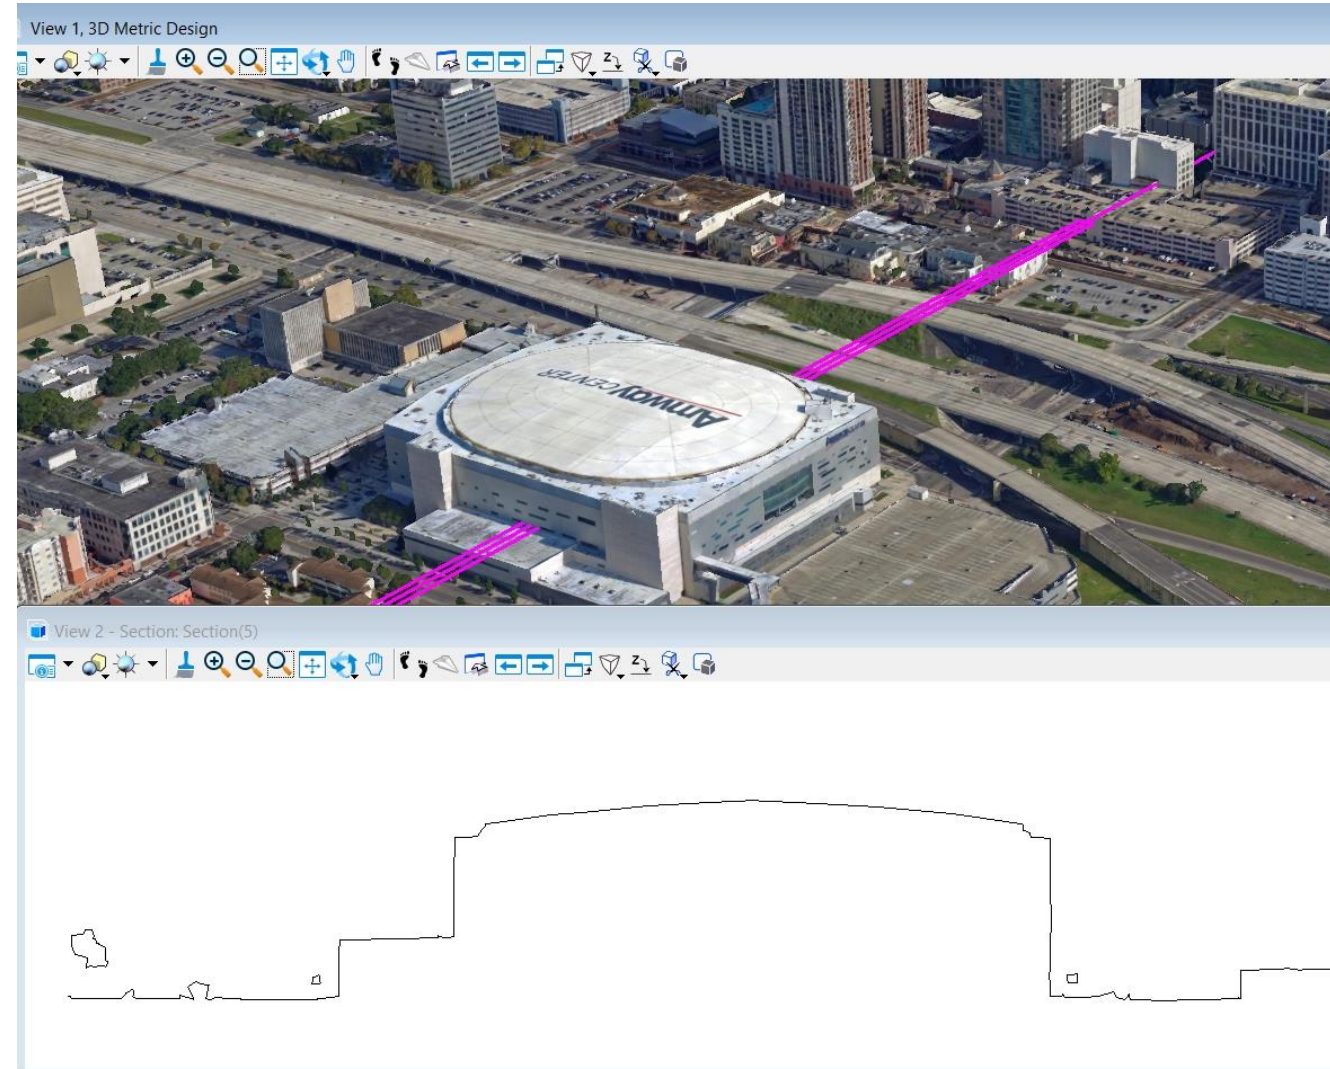 View 1, 3D Metric Design
Amway CENTER
View 2 - Section: Section(5)